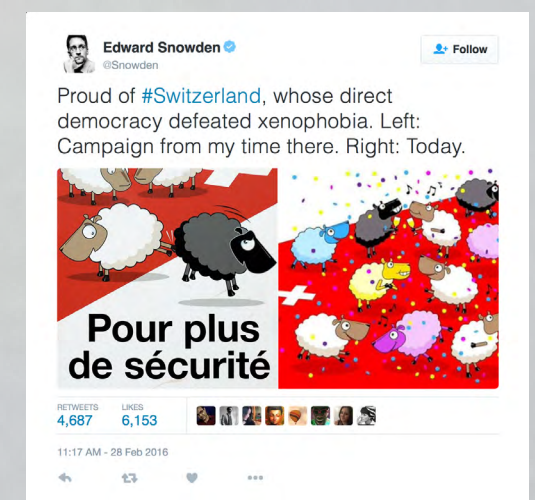 Edward Snowden
@Snowden
Follow
Proud of #Switzerland, whose direct
democracy defeated xenophobia. Left:
Campaign from my time there. Right: Today.
Pour plus
de sécurité
RETWEETS LIKES
4,687 6,153
11:17 AM - 28 Feb 2016